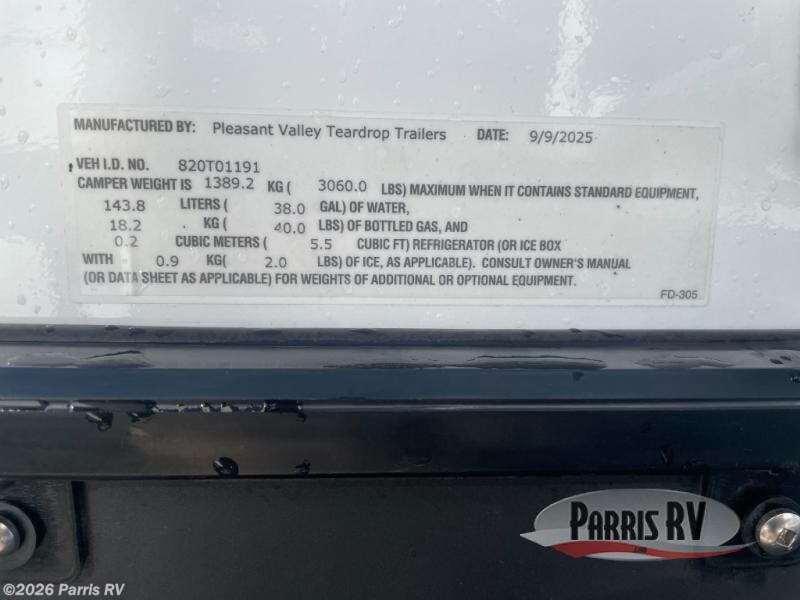 MANUFACTURED BY: Pleasant Valley Teardrop Trailers DATE: 9/9/2025
VEH I.D. NO. 820T01191
CAMPER WEIGHT IS 1389.2 KG ( 3060.0 LBS) MAXIMUM WHEN IT CONTAINS STANDARD EQUIPMENT,
143.8 LITERS ( 38.0 GAL) OF WATER,
18.2 KG ( 40.0 LBS) OF BOTTLED GAS, AND
0.2 CUBIC METERS ( 5.5 CUBIC FT) REFRIGERATOR (OR ICE BOX
WITH 0.9 KG( 2.0 LBS) OF ICE, AS APPLICABLE). CONSULT OWNER'S MANUAL
(OR DATA SHEET AS APPLICABLE) FOR WEIGHTS OF ADDITIONAL OR OPTIONAL EQUIPMENT.
FD-305
PARRIS RV
©2026 Parris RV